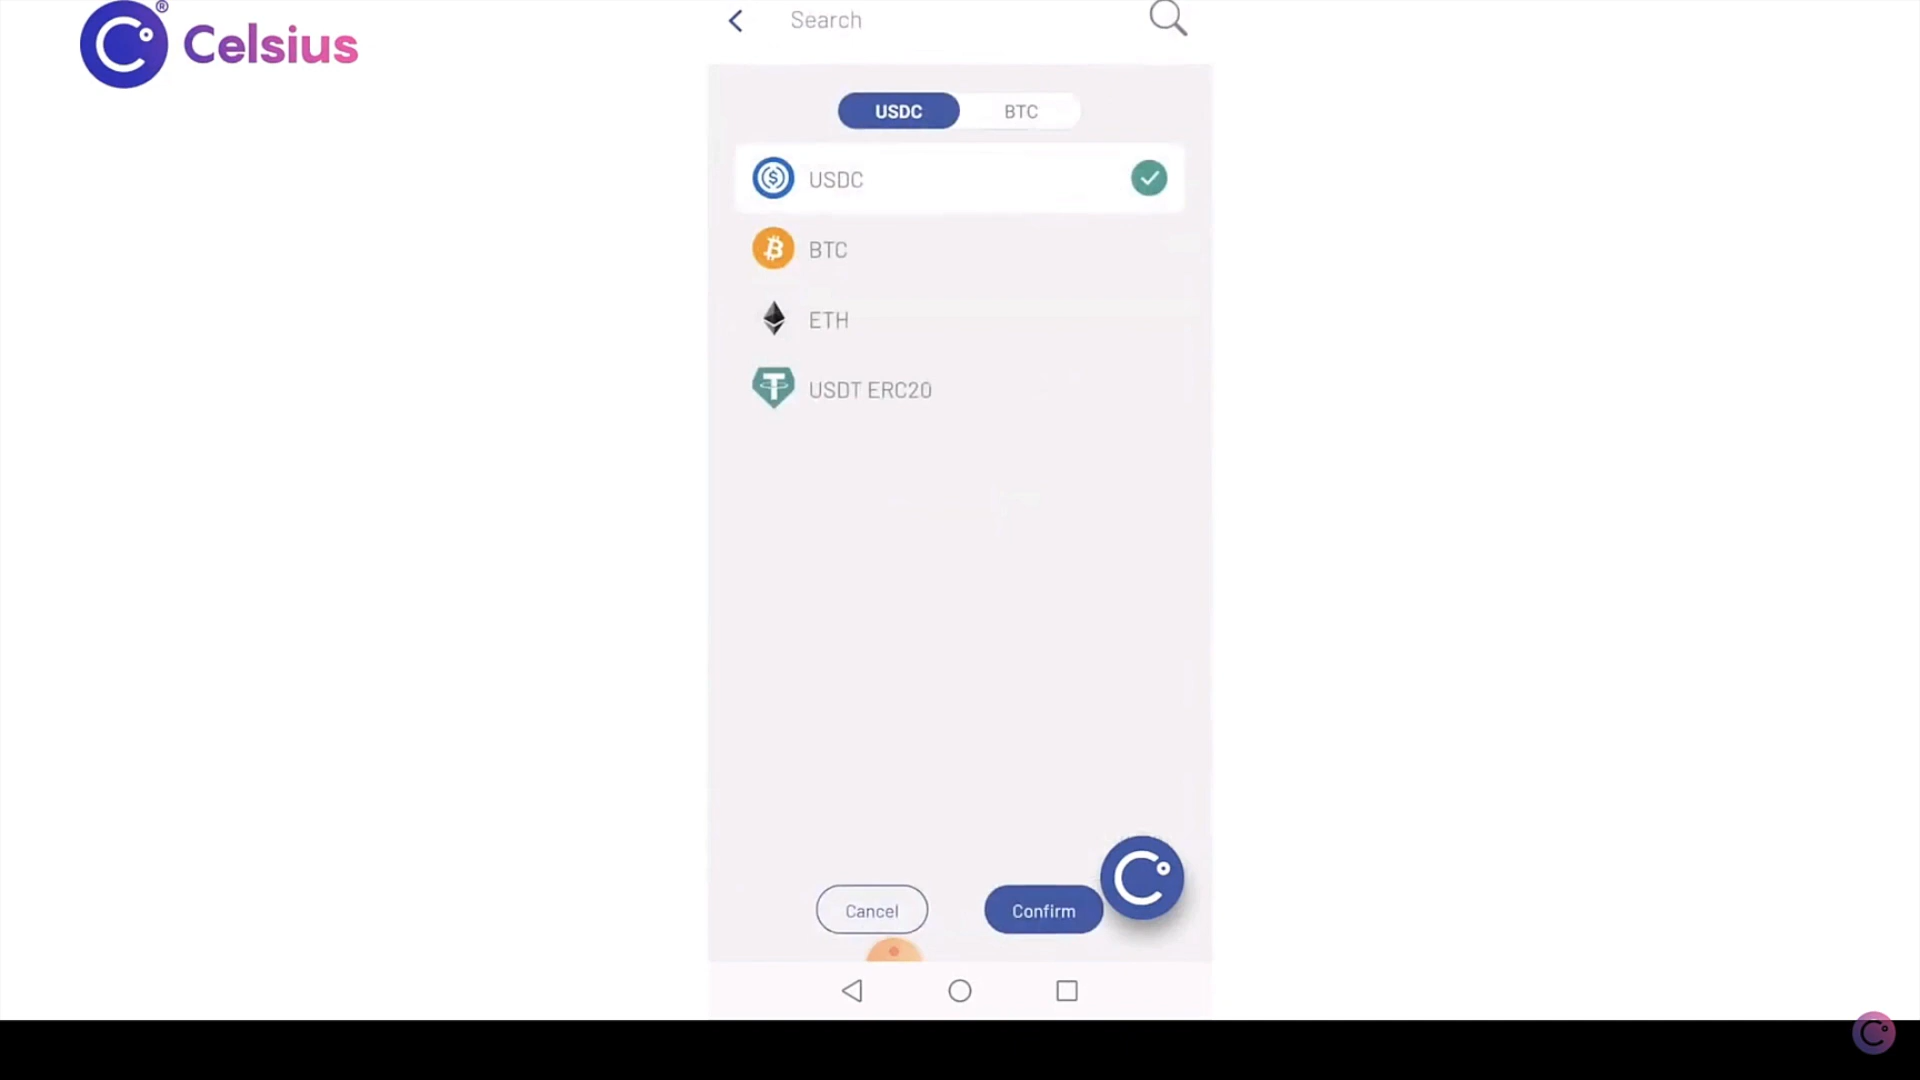 Celsius®
Search
USDC BTC
USDC
BTC
ETH
USDT ERC20
Cancel Confirm